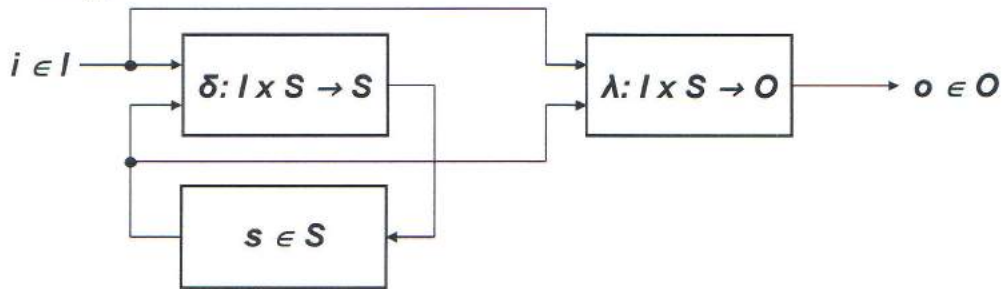 i ∈ I
δ: I x S → S
λ: I x S → O
o ∈ O
s ∈ S